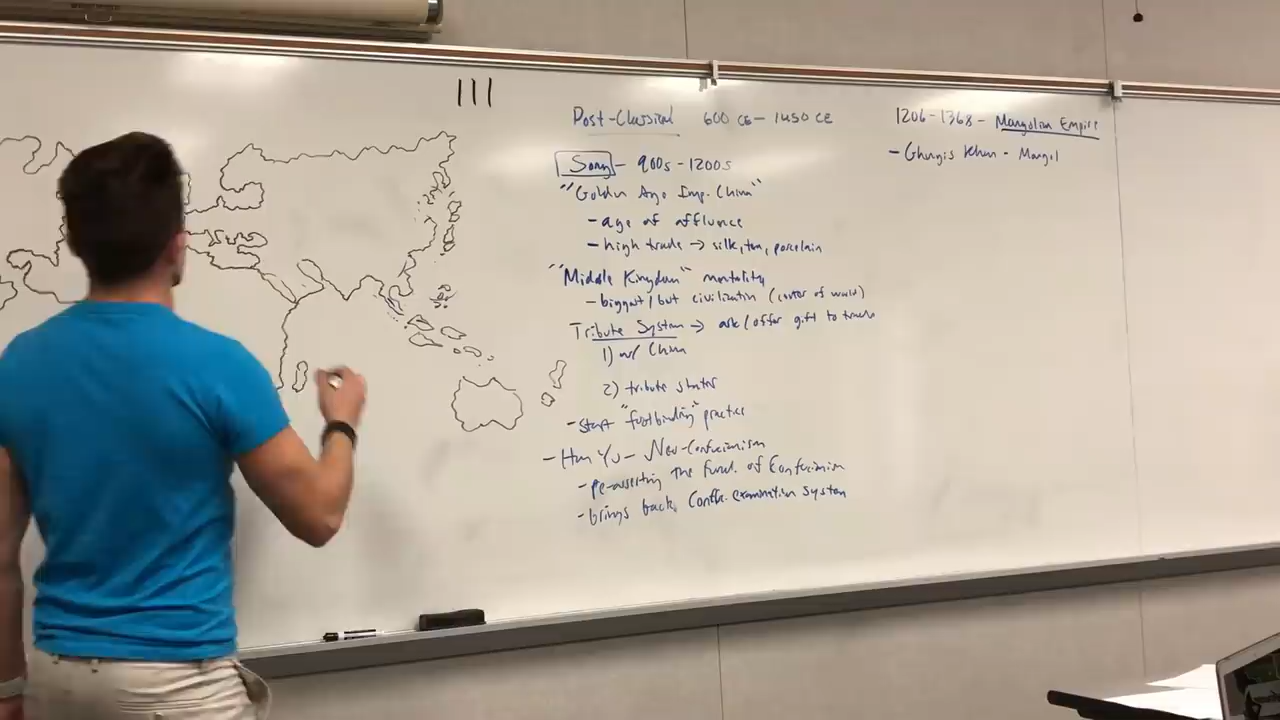 111
Post-Classical 600 CE - 1450 CE
Song - 900s - 1200s
"Golden Age Imp. China"
- age of affluence
- high trade → silk, tea, porcelain
"Middle Kingdom" mentality
- biggest/ but civilization (center of world)
Tribute System → ask/offer gift to trade
1) w/ China
2) tribute states
- start "footbinding" practice
- Han Yu - Neo-Confucianism
- re-asserting the fund. of Confucianism
- brings back Conf. examination system
1206-1368 - Mongolian Empire
- Ghengis Khan - Mongol